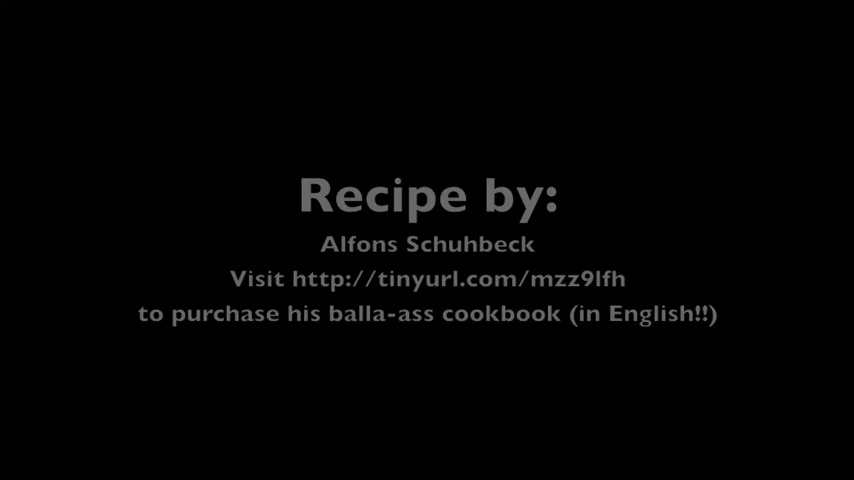 Recipe by:
Alfons Schuhbeck
Visit http://tinyurl.com/mzz9lfh
to purchase his balla-ass cookbook (in English!!)